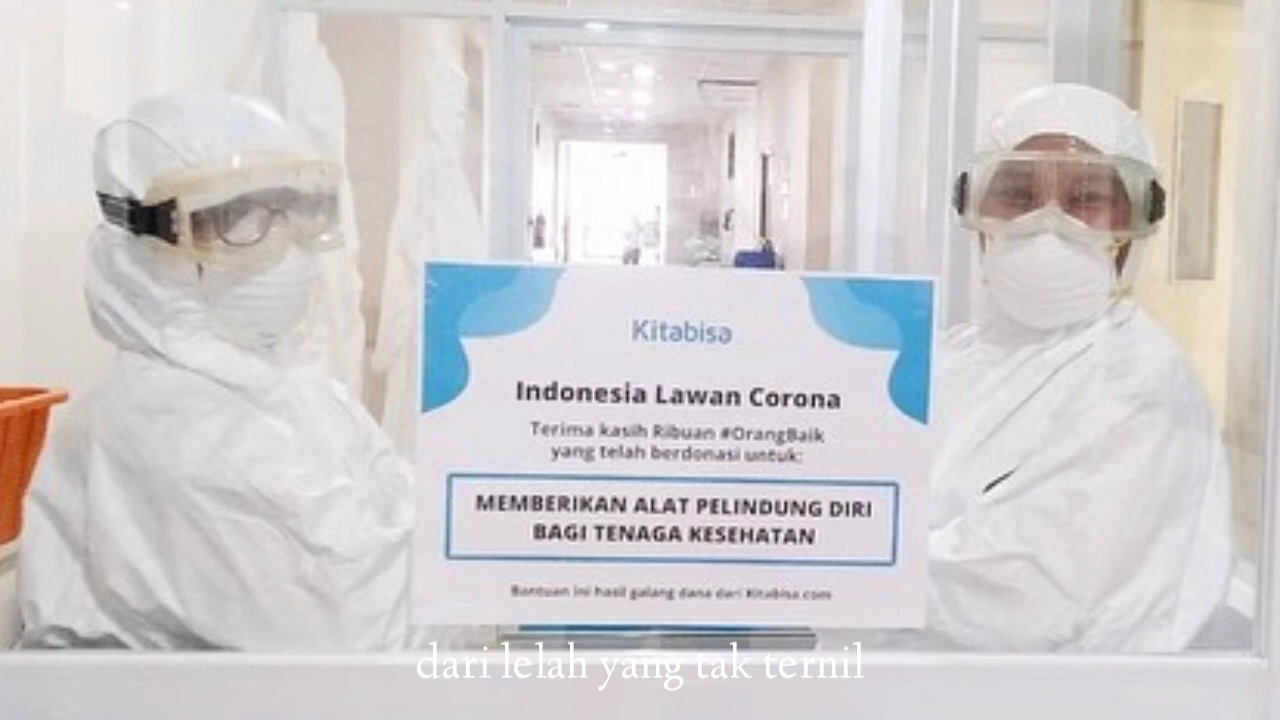 Kitabisa
Indonesia Lawan Corona
Terima kasih Ribuan #OrangBaik
yang telah berdonasi untuk:
MEMBERIKAN ALAT PELINDUNG DIRI
BAGI TENAGA KESEHATAN
Bantuan ini hasil galang dana dari Kitabisa.com
dari lelah yang tak ternil